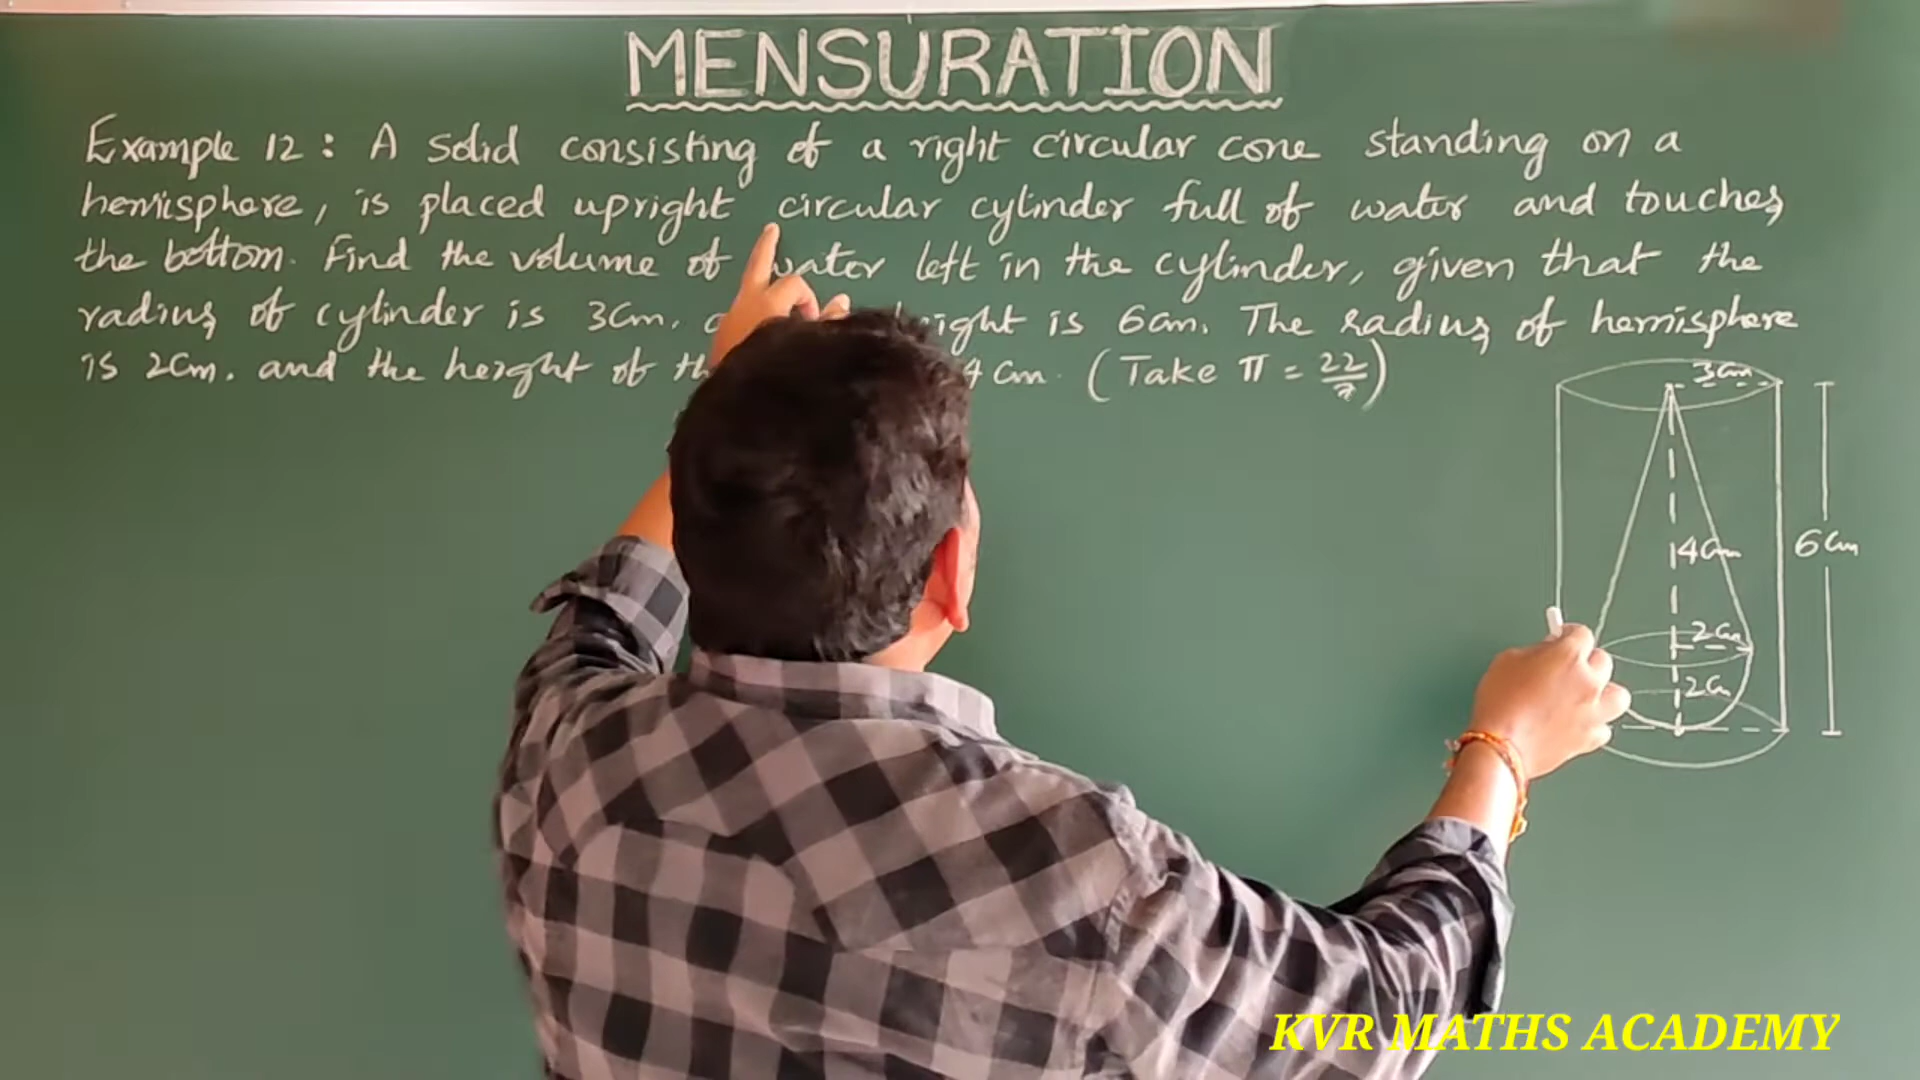 MENSURATION
Example 12 : A solid consisting of a right circular cone standing on a
hemisphere, is placed upright circular cylinder full of water and touches
the bottom. Find the volume of water left in the cylinder, given that the
radius of cylinder is 3cm. is 6cm. The radius of hemisphere
is 2cm. and the height of 4 cm. (Take π = 22/7)
3cm
4cm
6cm
2cm
2cm
KVR MATHS ACADEMY